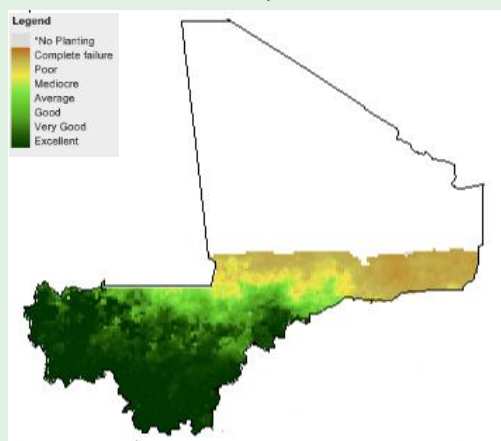 Legend
*No Planting
Complete failure
Poor
Mediocre
Average
Good
Very Good
Excellent